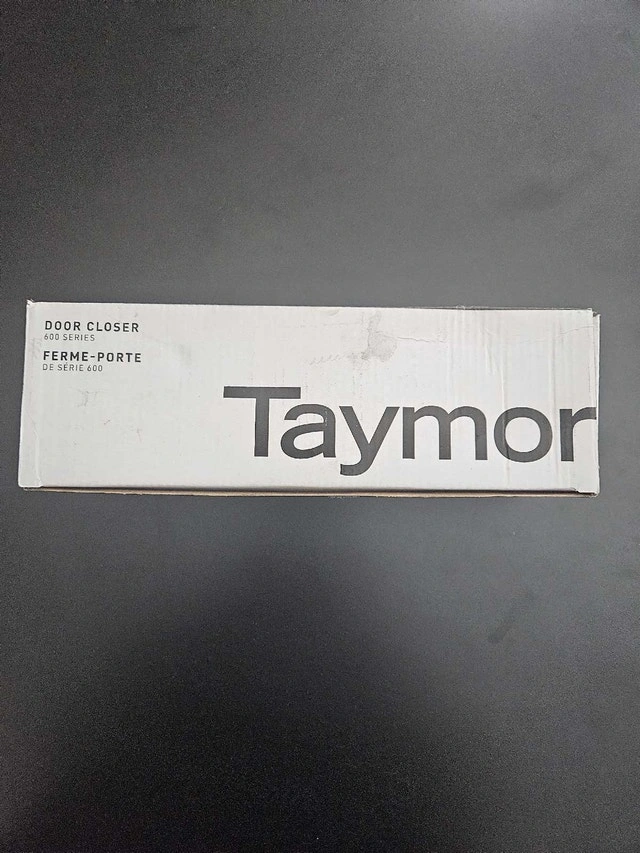 DOOR CLOSER
600 SERIES
FERME-PORTE
DE SÉRIE 600
Taymor